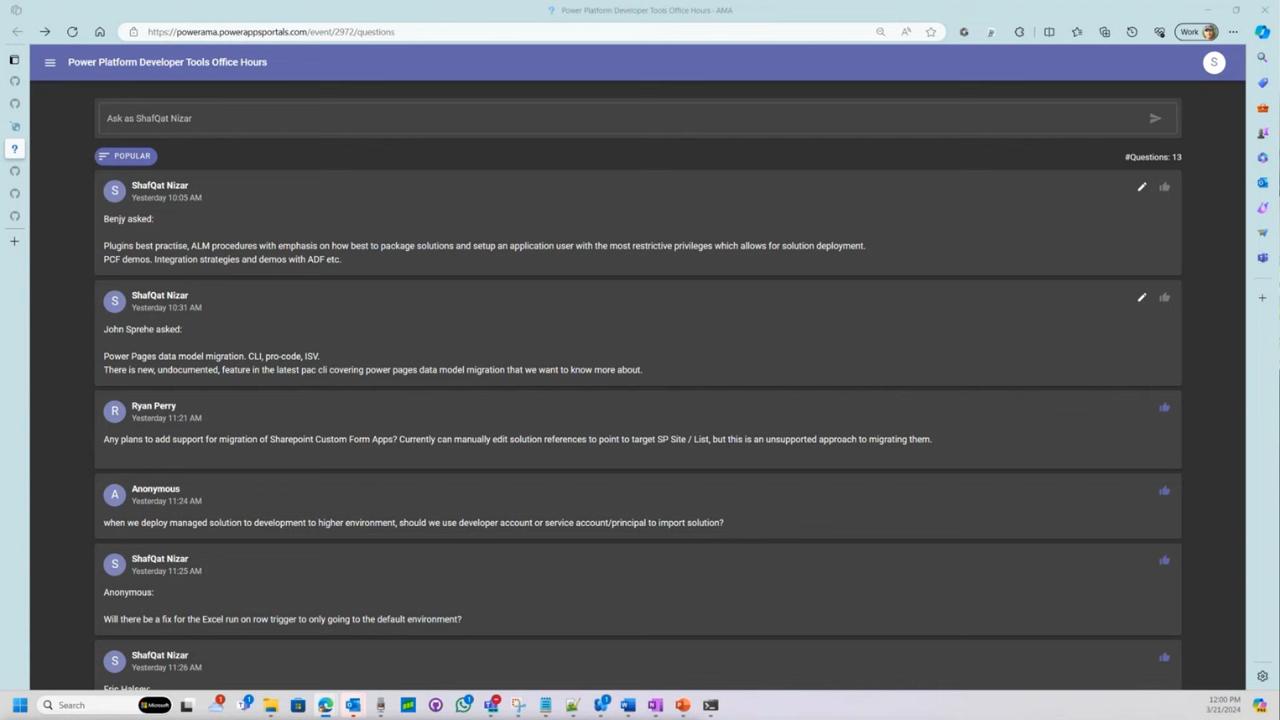 Power Platform Developer Tools Office Hours - AMA
https://powerama.powerappsportals.com/event/2972/questions
Work
Power Platform Developer Tools Office Hours
S
Ask as ShafQat Nizar
POPULAR
#Questions: 13
S
ShafQat Nizar
Yesterday 10:05 AM
Benjy asked:
Plugins best practise, ALM procedures with emphasis on how best to package solutions and setup an application user with the most restrictive privileges which allows for solution deployment.
PCF demos. Integration strategies and demos with ADF etc.
S
ShafQat Nizar
Yesterday 10:31 AM
John Sprehe asked:
Power Pages data model migration. CLI, pro-code, ISV.
There is new, undocumented, feature in the latest pac cli covering power pages data model migration that we want to know more about.
R
Ryan Perry
Yesterday 11:21 AM
Any plans to add support for migration of Sharepoint Custom Form Apps? Currently can manually edit solution references to point to target SP Site / List, but this is an unsupported approach to migrating them.
A
Anonymous
Yesterday 11:24 AM
when we deploy managed solution to development to higher environment, should we use developer account or service account/principal to import solution?
S
ShafQat Nizar
Yesterday 11:25 AM
Anonymous:
Will there be a fix for the Excel run on row trigger to only going to the default environment?
S
ShafQat Nizar
Yesterday 11:26 AM
Eric Halsey:
Search
Microsoft
12:00 PM
3/21/2024